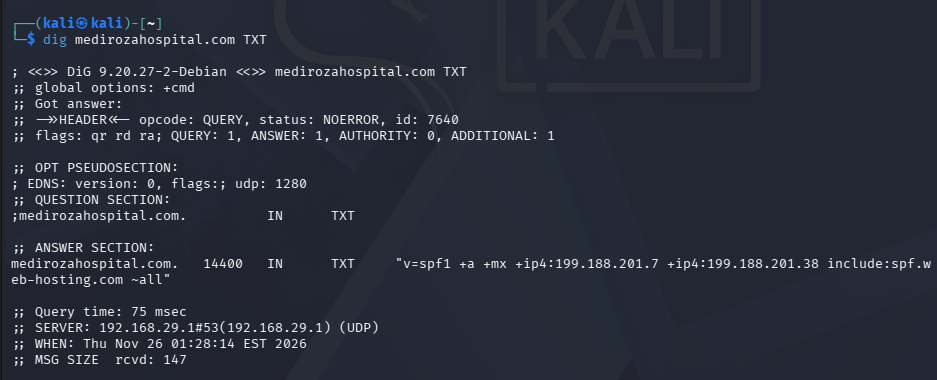 KALI
┌──(kali㉿kali)-[~]
└─$ dig medirozahospital.com TXT
; <<>> DiG 9.20.27-2-Debian <<>> medirozahospital.com TXT
;; global options: +cmd
;; Got answer:
;; ->>HEADER<<- opcode: QUERY, status: NOERROR, id: 7640
;; flags: qr rd ra; QUERY: 1, ANSWER: 1, AUTHORITY: 0, ADDITIONAL: 1
;; OPT PSEUDOSECTION:
; EDNS: version: 0, flags:; udp: 1280
;; QUESTION SECTION:
;medirozahospital.com. IN TXT
;; ANSWER SECTION:
medirozahospital.com. 14400 IN TXT "v=spf1 +a +mx +ip4:199.188.201.7 +ip4:199.188.201.38 include:spf.w
eb-hosting.com ~all"
;; Query time: 75 msec
;; SERVER: 192.168.29.1#53(192.168.29.1) (UDP)
;; WHEN: Thu Nov 26 01:28:14 EST 2026
;; MSG SIZE rcvd: 147